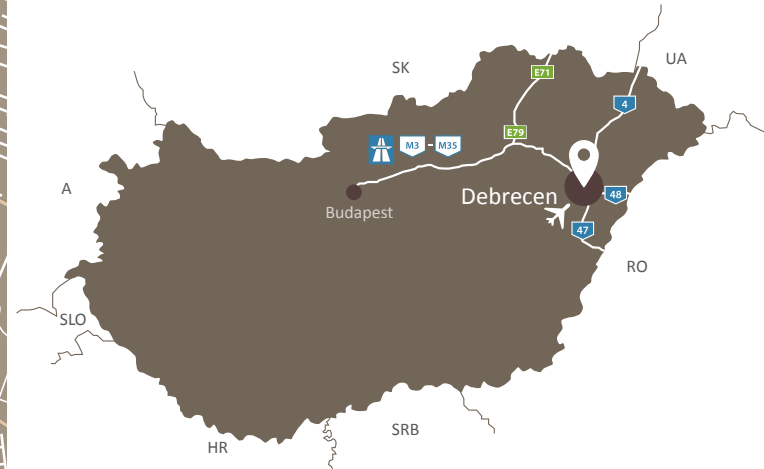 SK
UA
E71
4
E79
M3 - M35
A
Debrecen
48
Budapest
47
RO
SLO
SRB
HR